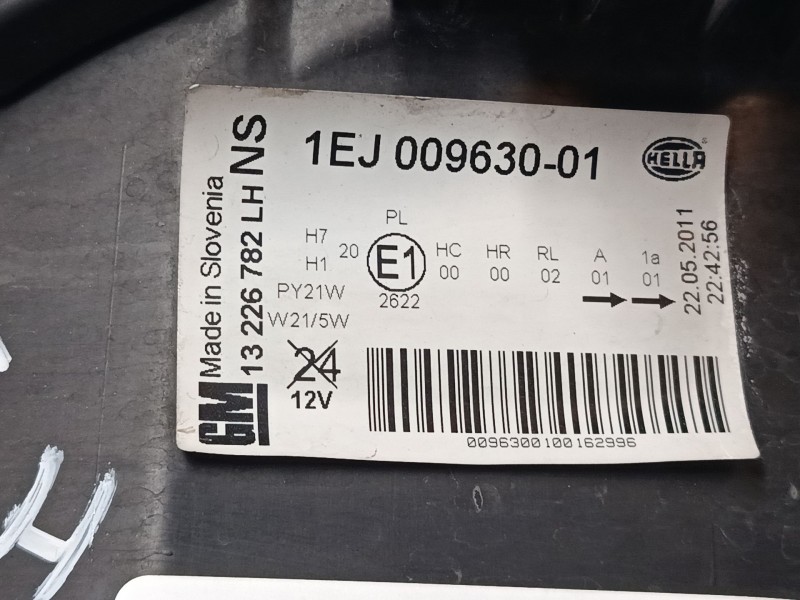 1EJ 009630-01
HELLA
GM
Made in Slovenia
13 226 782 LH NS
H7
H1
PY21W
W21/5W
20
PL
E1
2622
HC
00
HR
00
RL
02
A
01
1a
01
22.05.2011
22:42:56
24
12V
009630010016 2996